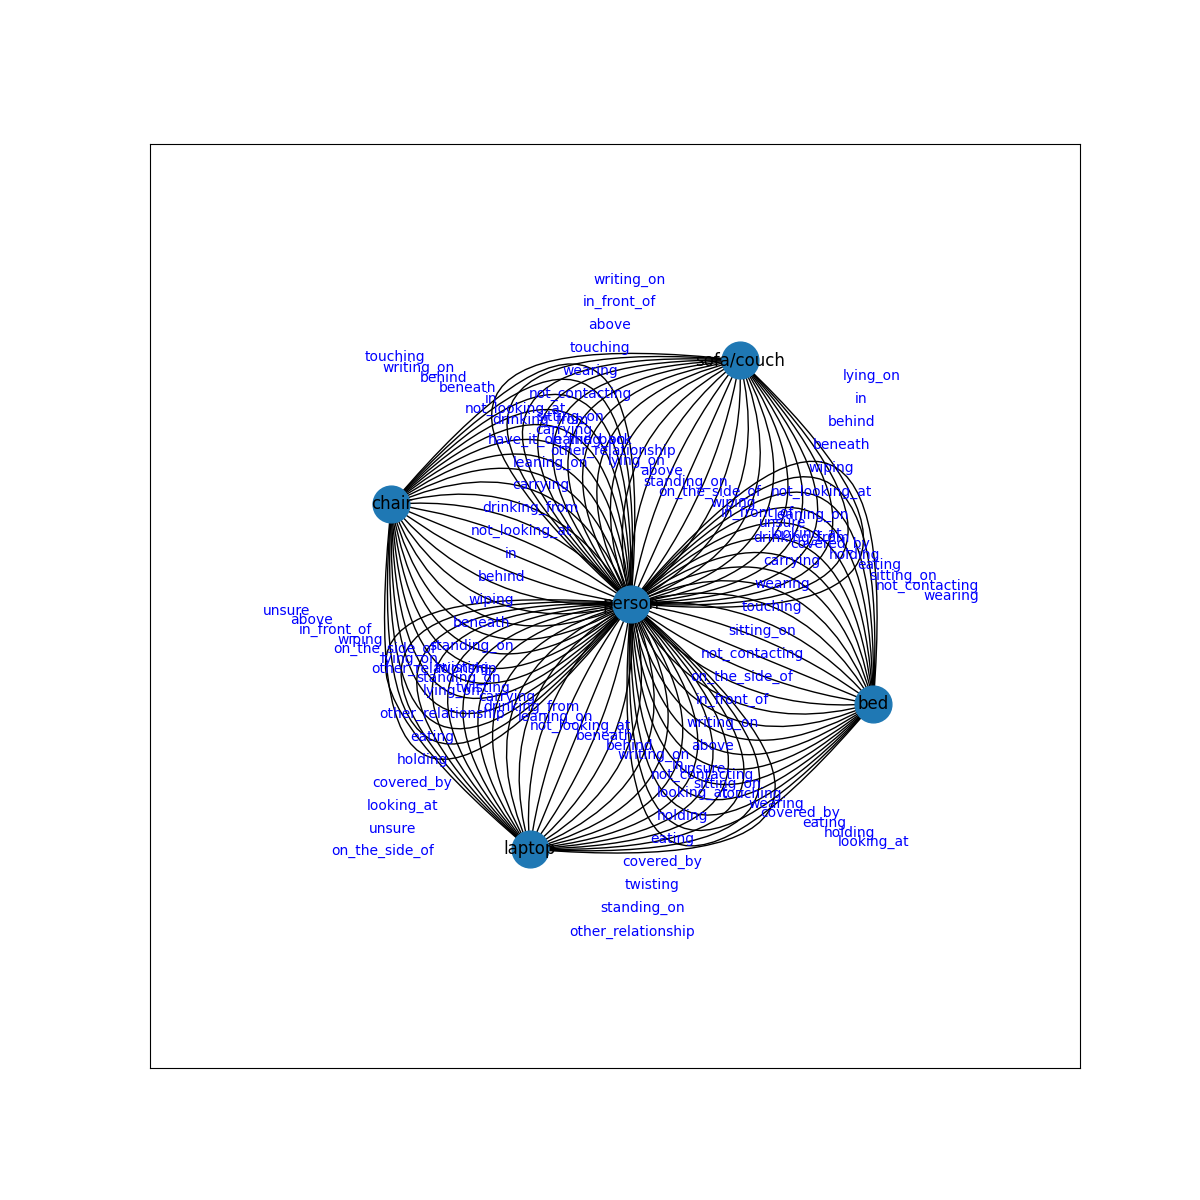 writing_on
in_front_of
above
touching
touching
sofa/couch
writing_on
wearing
lying_on
behind
beneath
not_contacting
in
in
not_looking_at
sitting_on
drinking_from
behind
carrying
have_it_on_the_back
leaning_on
beneath
other_relationship
lying_on
leaning_on
wiping
above
standing_on
carrying
on_the_side_of
not_looking_at
chair
wiping
drinking_from
in_front_of
leaning_on
unsure
not_looking_at
looking_at
drinking_from
covered_by
in
holding
carrying
eating
behind
sitting_on
wearing
not_contacting
wearing
wiping
person
touching
unsure
above
beneath
in_front_of
sitting_on
wiping
standing_on
on_the_side_of
not_contacting
lying_on
other_relationship
twisting
standing_on
on_the_side_of
twisting
lying_on
carrying
in_front_of
bed
drinking_from
other_relationship
leaning_on
not_looking_at
writing_on
eating
beneath
behind
above
writing_on
holding
in
unsure
not_contacting
covered_by
sitting_on
looking_at
touching
looking_at
wearing
holding
covered_by
unsure
eating
holding
eating
looking_at
laptop
on_the_side_of
covered_by
twisting
standing_on
other_relationship